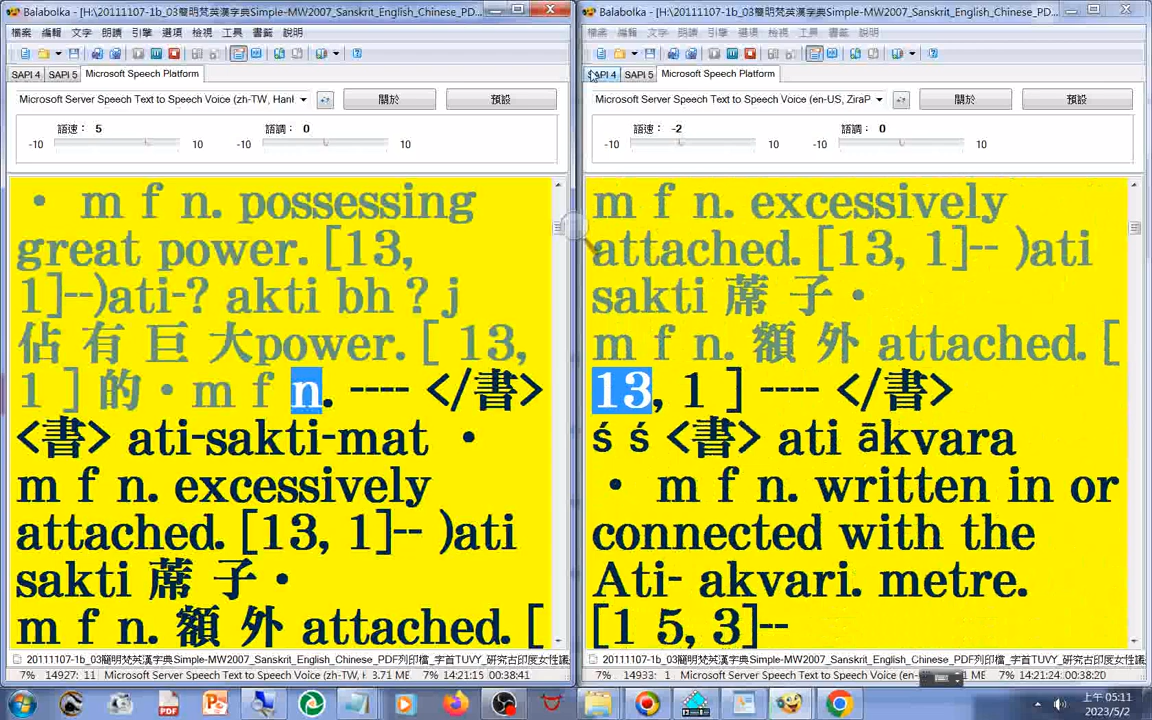 Balabolka - [H:\20111107-1b_03簡明梵英漢字典Simple-MW2007_Sanskrit_English_Chinese_PD...
檔案 編輯 文字 朗讀 引擎 選項 檢視 工具 書籤 說明
SAPI 4 SAPI 5 Microsoft Speech Platform
Microsoft Server Speech Text to Speech Voice (zh-TW, Hanl
關於 預設
語速： 5 語調： 0
-10 10 -10 10
• m f n. possessing
great power. [13,
1]--)ati-? akti bh ? j
佔 有 巨 大power. [ 13,
1 ] 的 • m f n. ---- </書>
<書> ati-sakti-mat •
m f n. excessively
attached. [13, 1]-- )ati
sakti 蓆 子 •
m f n. 額 外 attached. [
20111107-1b_03簡明梵英漢字典Simple-MW2007_Sanskrit_English_Chinese_PDF列印檔_字首TUVY_研究古印度女性議
7% 14927: 11 Microsoft Server Speech Text to Speech Voice (zh-TW, H 3.71 ME 7% 14:21:15 00:38:41
Balabolka - [H:\20111107-1b_03簡明梵英漢字典Simple-MW2007_Sanskrit_English_Chinese_PD...
檔案 編輯 文字 朗讀 引擎 選項 檢視 工具 書籤 說明
SAPI 4 SAPI 5 Microsoft Speech Platform
Microsoft Server Speech Text to Speech Voice (en-US, ZiraP
關於 預設
語速： -2 語調： 0
-10 10 -10 10
m f n. excessively
attached. [13, 1]-- )ati
sakti 蓆 子 •
m f n. 額 外 attached. [
13, 1 ] ---- </書>
ś ś <書> ati ākvara
• m f n. written in or
connected with the
Ati- akvari. metre.
[1 5, 3]--
20111107-1b_03簡明梵英漢字典Simple-MW2007_Sanskrit_English_Chinese_PDF列印檔_字首TUVY_研究古印度女性議
7% 14933: 1 Microsoft Server Speech Text to Speech Voice (en-US, 7% 14:21:24 00:38:20
上午 05:11
2023/5/2